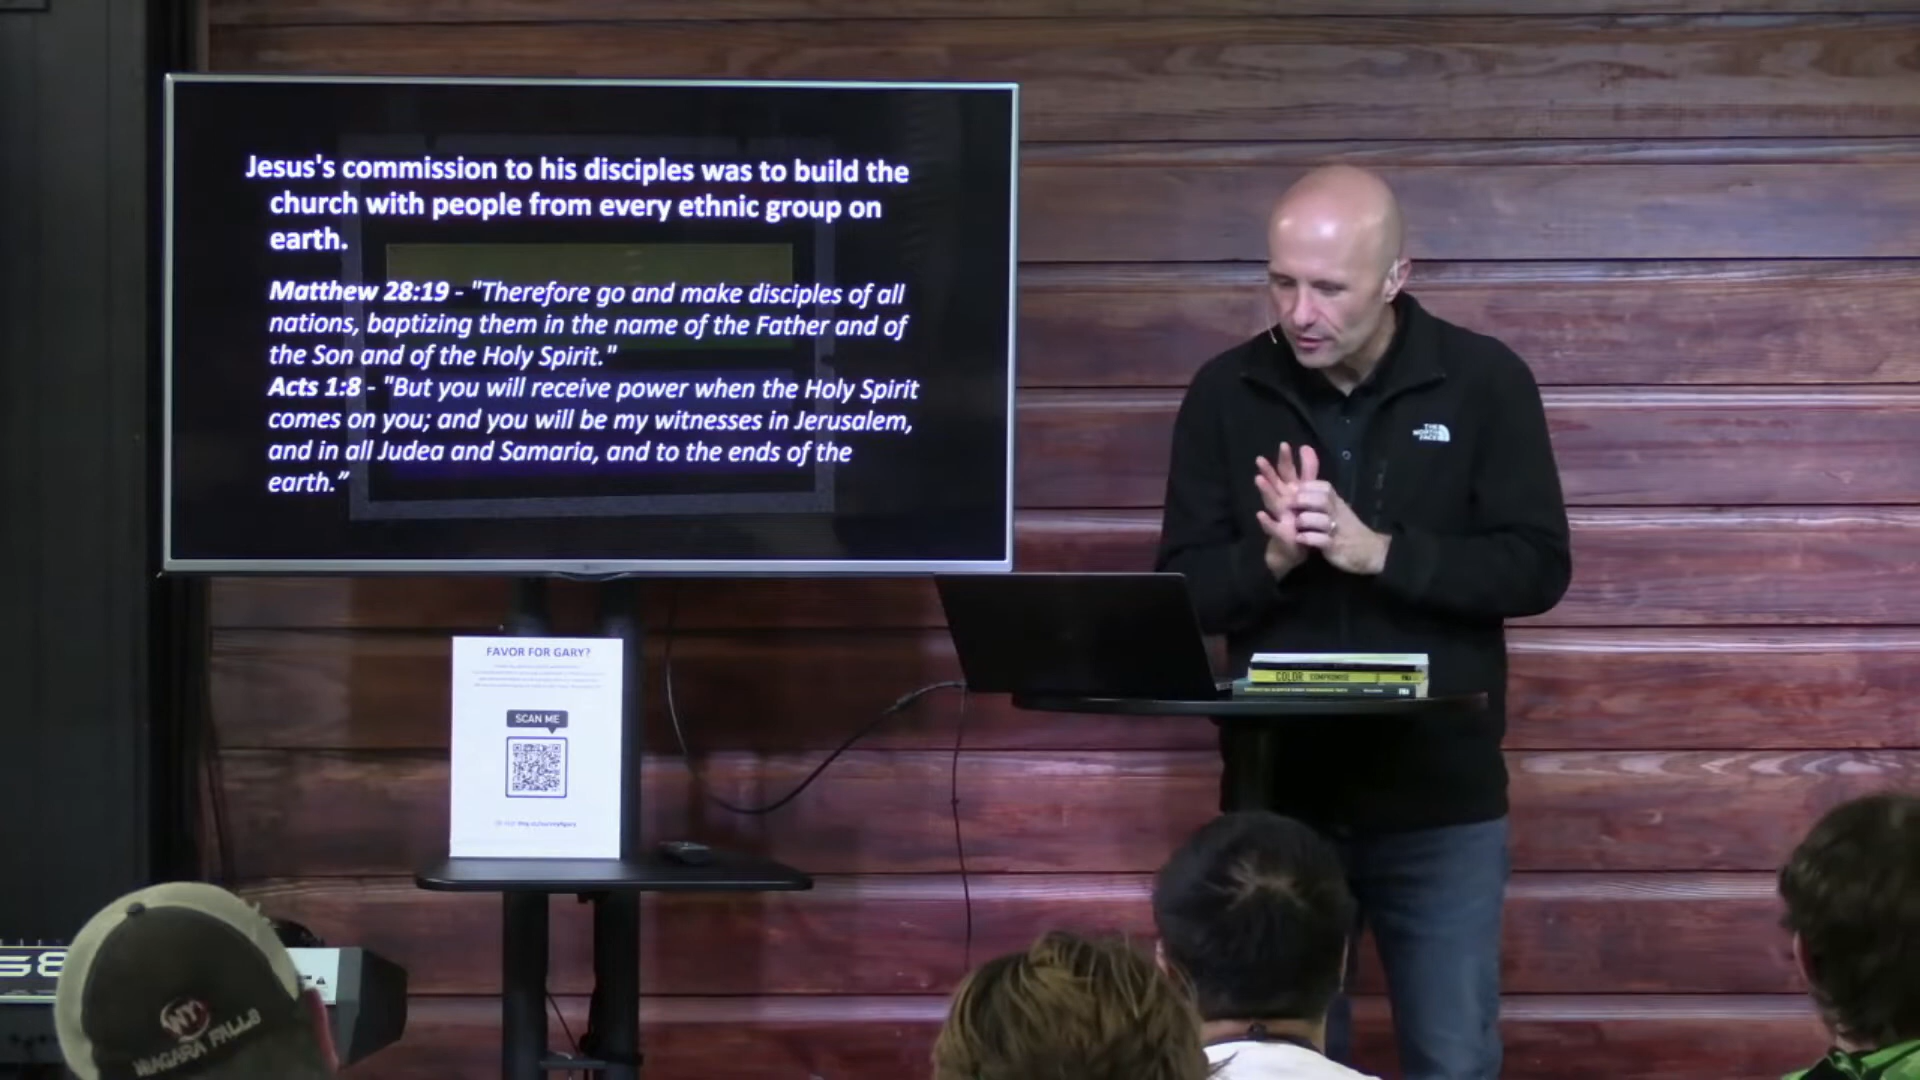 Jesus's commission to his disciples was to build the
church with people from every ethnic group on
earth.
Matthew 28:19 - "Therefore go and make disciples of all
nations, baptizing them in the name of the Father and of
the Son and of the Holy Spirit."
Acts 1:8 - "But you will receive power when the Holy Spirit
comes on you; and you will be my witnesses in Jerusalem,
and in all Judea and Samaria, and to the ends of the
earth.”
THE
NORTH
FACE
FAVOR FOR GARY?
SCAN ME
COLOR COMPROMISE
NY
NIAGARA FALLS